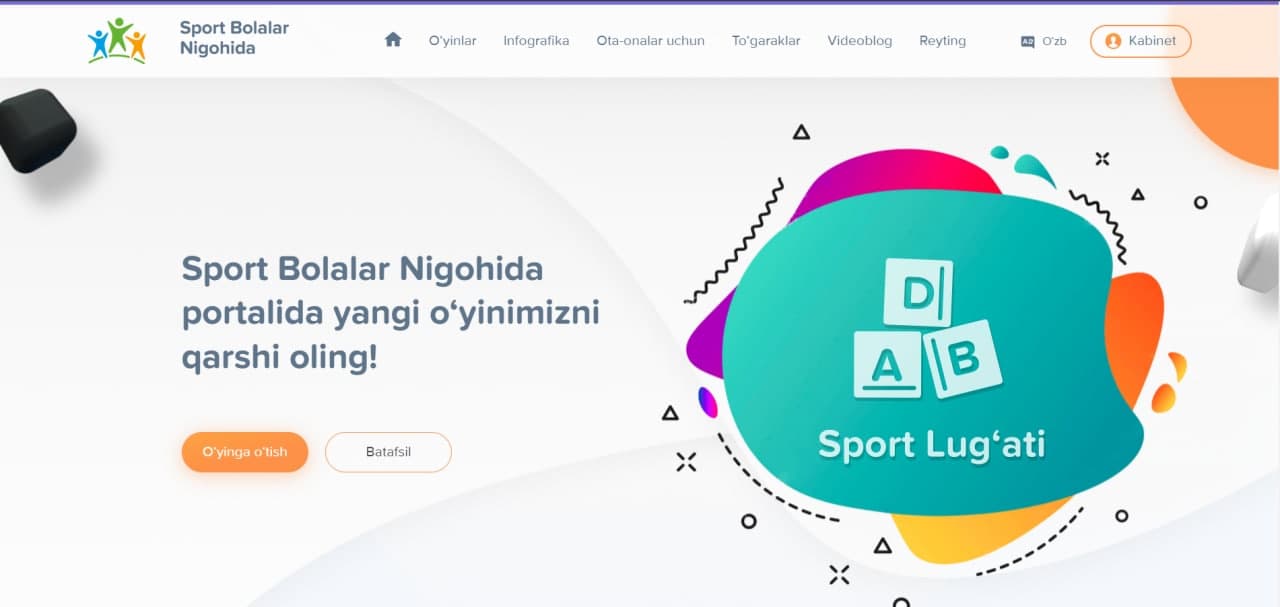 Sport Bolalar
Nigohida
O'yinlar
Infografika
Ota-onalar uchun
To'garaklar
Videoblog
Reyting
O'zb
Kabinet
Sport Bolalar Nigohida
portalida yangi o‘yinimizni
qarshi oling!
O'yinga o'tish
Batafsil
D
A
B
Sport Lug‘ati